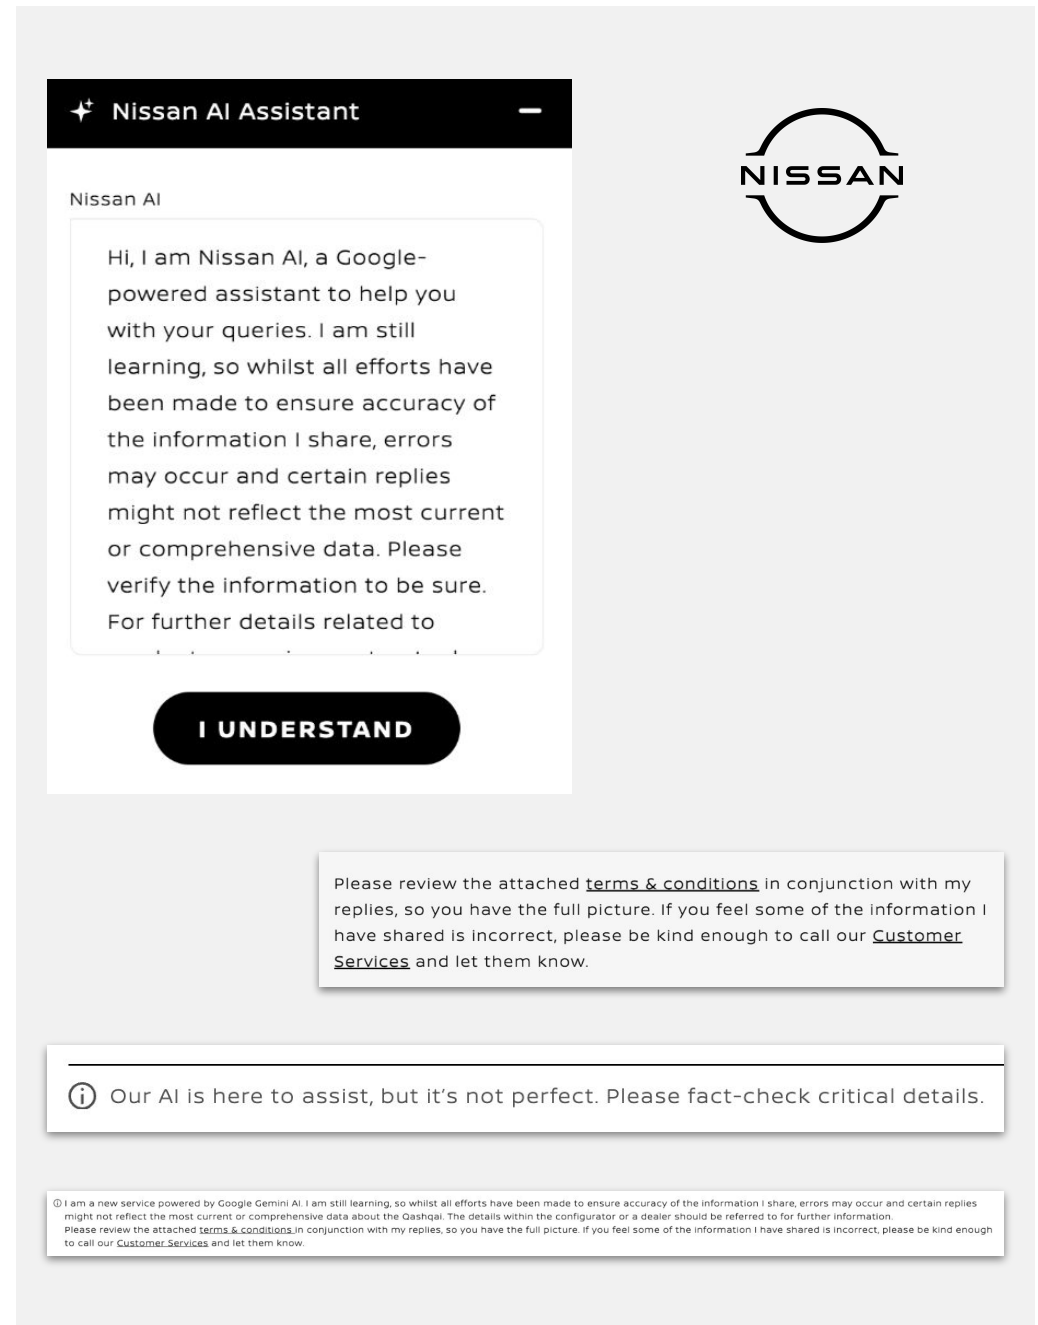 Nissan AI Assistant
NISSAN
Nissan AI
Hi, I am Nissan AI, a Google-
powered assistant to help you
with your queries. I am still
learning, so whilst all efforts have
been made to ensure accuracy of
the information I share, errors
may occur and certain replies
might not reflect the most current
or comprehensive data. Please
verify the information to be sure.
For further details related to
I UNDERSTAND
Please review the attached terms & conditions in conjunction with my
replies, so you have the full picture. If you feel some of the information I
have shared is incorrect, please be kind enough to call our Customer
Services and let them know.
Our AI is here to assist, but it's not perfect. Please fact-check critical details.
I am a new service powered by Google Gemini AI. I am still learning, so whilst all efforts have been made to ensure accuracy of the information I share, errors may occur and certain replies
might not reflect the most current or comprehensive data about the Qashqai. The details within the configurator or a dealer should be referred to for further information.
Please review the attached terms & conditions in conjunction with my replies, so you have the full picture. If you feel some of the information I have shared is incorrect, please be kind enough
to call our Customer Services and let them know.